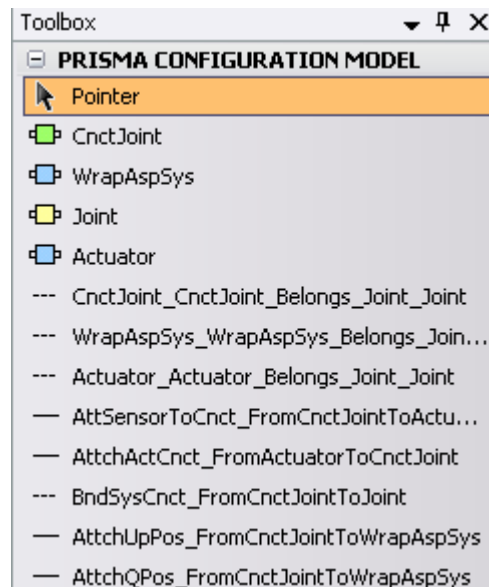 Toolbox
PRISMA CONFIGURATION MODEL
Pointer
CnctJoint
WrapAspSys
Joint
Actuator
CnctJoint_CnctJoint_Belongs_Joint_Joint
WrapAspSys_WrapAspSys_Belongs_Join...
Actuator_Actuator_Belongs_Joint_Joint
AttSensorToCnct_FromCnctJointToActu...
AttchActCnct_FromActuatorToCnctJoint
BndSysCnct_FromCnctJointToJoint
AttchUpPos_FromCnctJointToWrapAspSys
AttchQPos_FromCnctJointToWrapAspSys